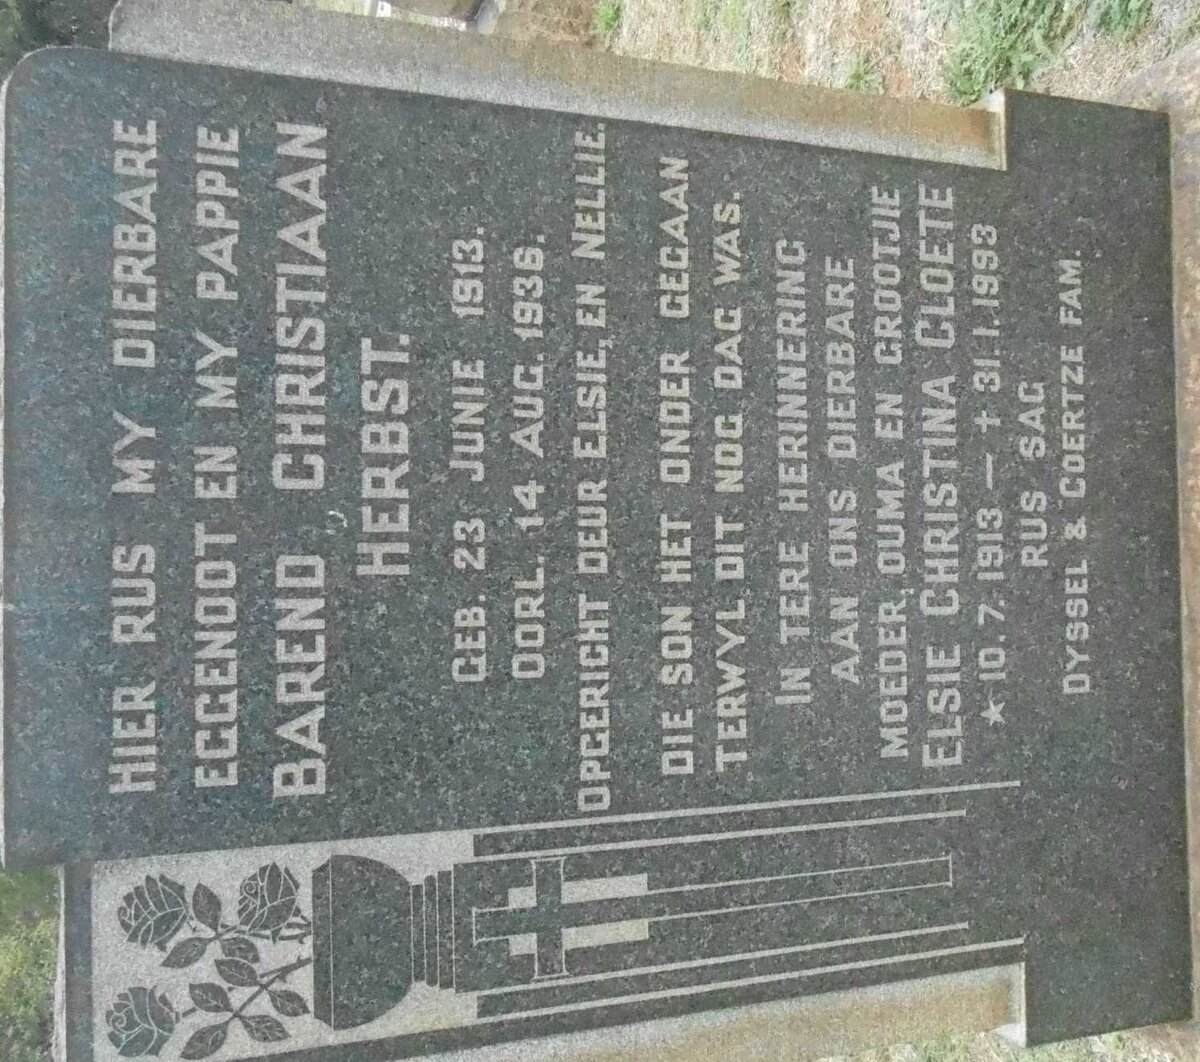 HIER RUS MY DIERBARE
EGGENOOT EN MY PAPPIE
BAREND CHRISTIAAN
HERBST.
GEB. 23 JUNIE 1913.
OORL. 14 AUG. 1936.
OPGERICHT DEUR ELSIE, EN NELLIE.
DIE SON HET ONDER GEGAAN
TERWYL DIT NOG DAG WAS.
IN TERE HERINNERING
AAN ONS DIERBARE
MOEDER, OUMA EN GROOTJIE
ELSIE CHRISTINA CLOETE
★ 10.7.1913 — † 31.1.1993
RUS SAG
DYSSEL & COERTZE FAM.